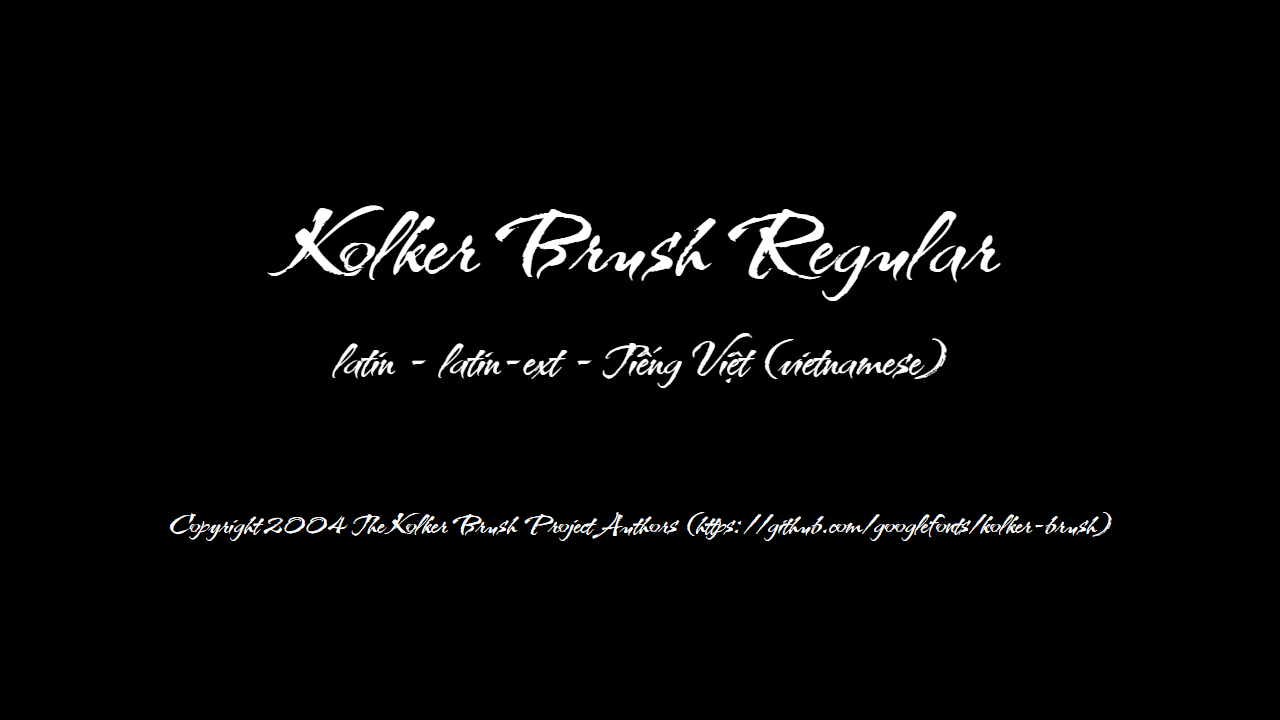 Kolker Brush Regular
latin - latin-ext - Tiếng Việt (vietnamese)
Copyright 2004 The Kolker Brush Project Authors (https://github.com/googlefonts/kolker-brush)